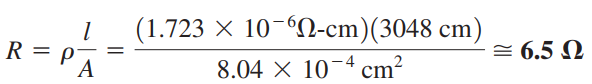 R = ρ l/A = (1.723 × 10⁻⁶Ω-cm)(3048 cm)/8.04 × 10⁻⁴ cm² ≅ 6.5 Ω